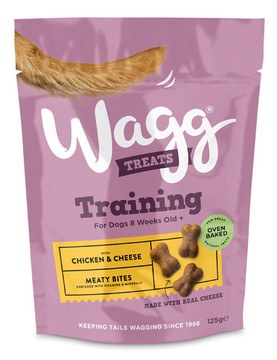 Wagg®
TREATS
Training
For Dogs 8 Weeks Old +
WITH
CHICKEN & CHEESE
MEATY BITES
ENRICHED WITH VITAMINS & MINERALS
OVEN
BAKED
MADE WITH REAL CHEESE
KEEPING TAILS WAGGING SINCE 1988
125g℮